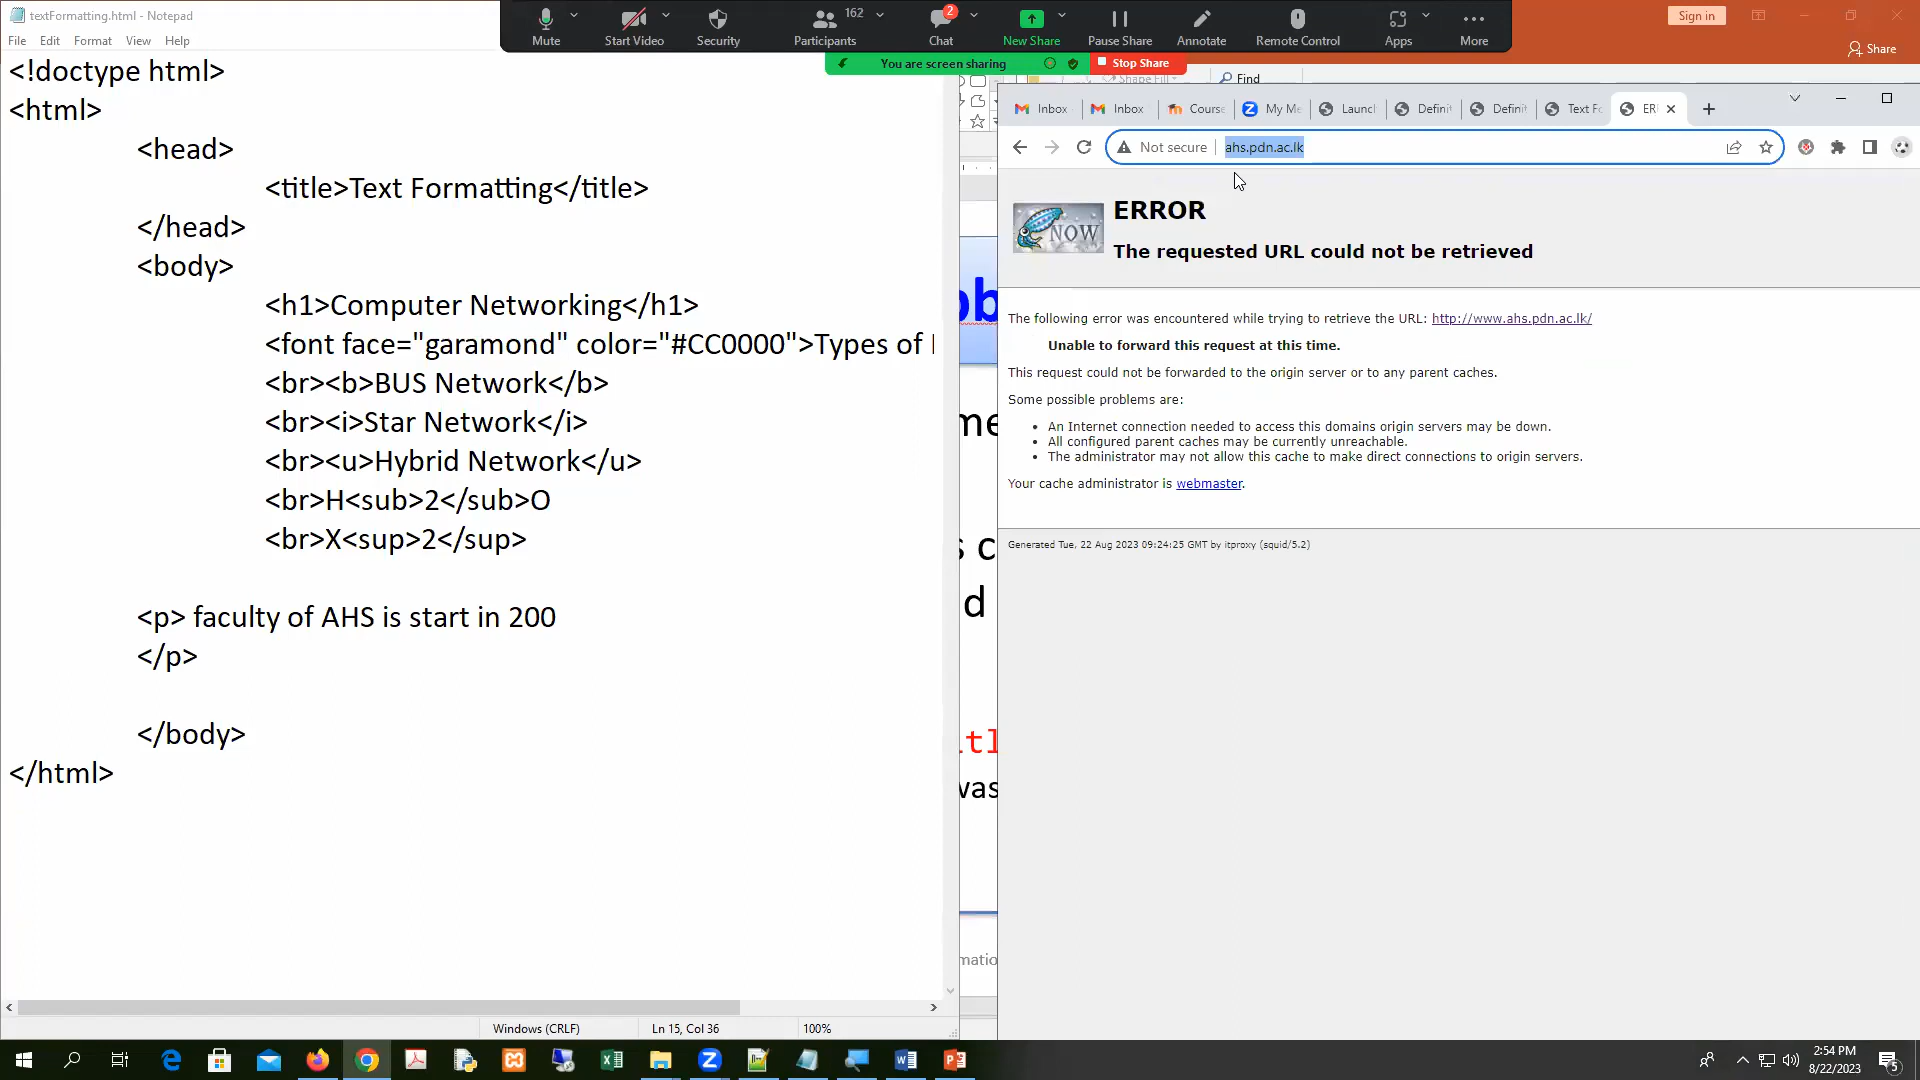 textFormatting.html - Notepad
File Edit Format View Help
<!doctype html>
<html>
<head>
<title>Text Formatting</title>
</head>
<body>
<h1>Computer Networking</h1>
<font face="garamond" color="#CC0000">Types of
<br><b>BUS Network</b>
<br><i>Star Network</i>
<br><u>Hybrid Network</u>
<br>H<sub>2</sub>O
<br>X<sup>2</sup>
<p> faculty of AHS is start in 200
</p>
</body>
</html>
Windows (CRLF) Ln 15, Col 36 100%
Mute Start Video Security Participants 162 Chat 2 New Share Pause Share Annotate Remote Control Apps More
You are screen sharing Stop Share
Sign in
Share
Shape Fill
Find
Inbox Inbox Course My Me Launch Definit Definit Text Fo ER
Not secure ahs.pdn.ac.lk
NOW
ERROR
The requested URL could not be retrieved
The following error was encountered while trying to retrieve the URL: http://www.ahs.pdn.ac.lk/
Unable to forward this request at this time.
This request could not be forwarded to the origin server or to any parent caches.
Some possible problems are:
• An Internet connection needed to access this domains origin servers may be down.
• All configured parent caches may be currently unreachable.
• The administrator may not allow this cache to make direct connections to origin servers.
Your cache administrator is webmaster.
Generated Tue, 22 Aug 2023 09:24:25 GMT by itproxy (squid/5.2)
2:54 PM
8/22/2023
5